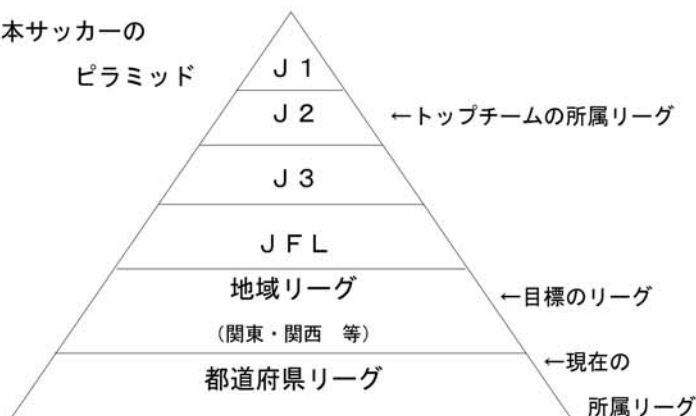 本サッカーの
ピラミッド
J1
J2
←トップチームの所属リーグ
J3
JFL
地域リーグ
←目標のリーグ
（関東・関西　等）
←現在の
都道府県リーグ
所属リーグ